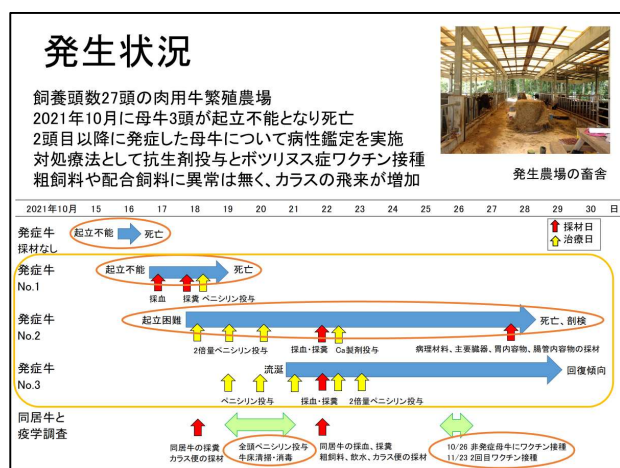 発生状況
飼養頭数27頭の肉用牛繁殖農場
2021年10月に母牛3頭が起立不能となり死亡
2頭目以降に発症した母牛について病性鑑定を実施
対処療法として抗生剤投与とボツリヌス症ワクチン接種
粗飼料や配合飼料に異常は無く、カラスの飛来が増加
発生農場の畜舎
2021年10月 15 16 17 18 19 20 21 22 23 24 25 26 27 28 29 30 日
発症牛
採材なし
起立不能
死亡
採材日
治療日
発症牛
No.1
起立不能
死亡
採血
採糞
ペニシリン投与
発症牛
No.2
起立困難
死亡、剖検
2倍量ペニシリン投与
採血・採糞
Ca製剤投与
病理材料、主要臓器、胃内容物、腸管内容物の採材
発症牛
No.3
流涎
回復傾向
ペニシリン投与
採血・採糞
2倍量ペニシリン投与
同居牛と
疫学調査
同居牛の採糞
カラス便の採材
全頭ペニシリン投与
牛床清掃・消毒
同居牛の採血、採糞
粗飼料、飲水、カラス便の採材
10/26 非発症母牛にワクチン接種
11/23 2回目ワクチン接種